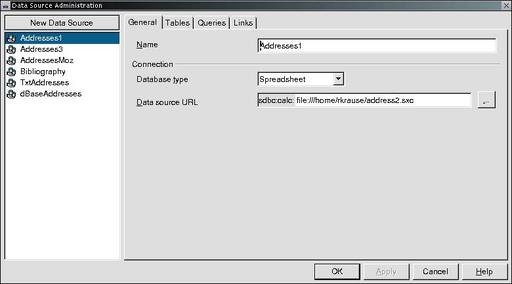 Data Source Administration
New Data Source
Addresses1
Addresses3
AddressesMoz
Bibliography
TxtAddresses
dBaseAddresses
General Tables Queries Links
Name Addresses1
Connection
Database type Spreadsheet
Data source URL sdbc:calc: file:///home/rkrause/address2.sxc ...
OK Apply Cancel Help